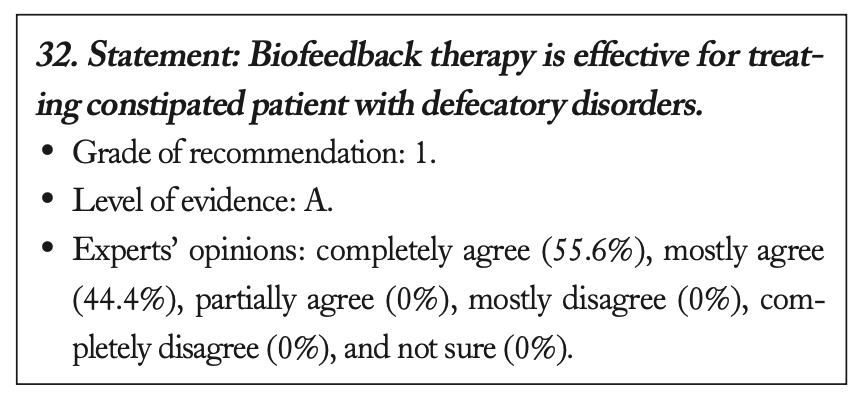 32. Statement: Biofeedback therapy is effective for treat-
ing constipated patient with defecatory disorders.
• Grade of recommendation: 1.
• Level of evidence: A.
• Experts’ opinions: completely agree (55.6%), mostly agree
(44.4%), partially agree (0%), mostly disagree (0%), com-
pletely disagree (0%), and not sure (0%).